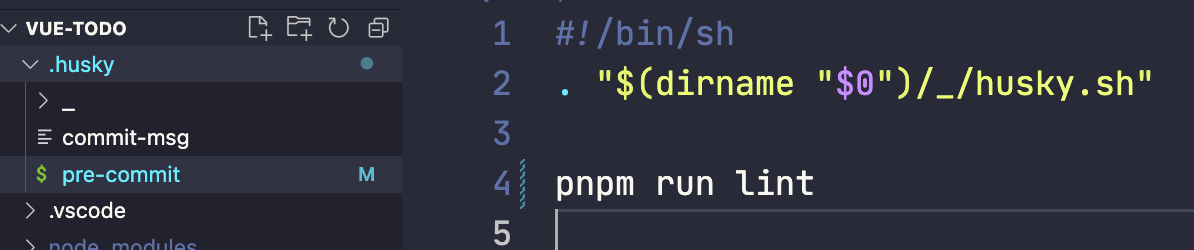 VUE-TODO
.husky
_
commit-msg
$ pre-commit M
.vscode
node_modules
1 #!/bin/sh
2 . "$(dirname "$0")/_/husky.sh"
3
4 pnpm run lint
5